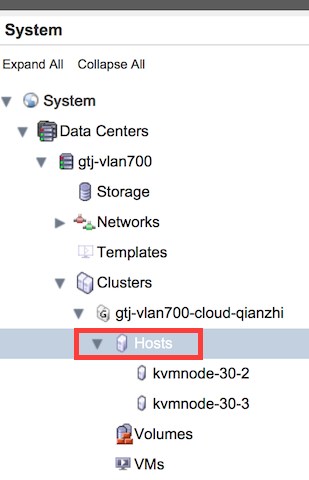 System
Expand All Collapse All
System
Data Centers
gtj-vlan700
Storage
Networks
Templates
Clusters
gtj-vlan700-cloud-qianzhi
Hosts
kvmnode-30-2
kvmnode-30-3
Volumes
VMs